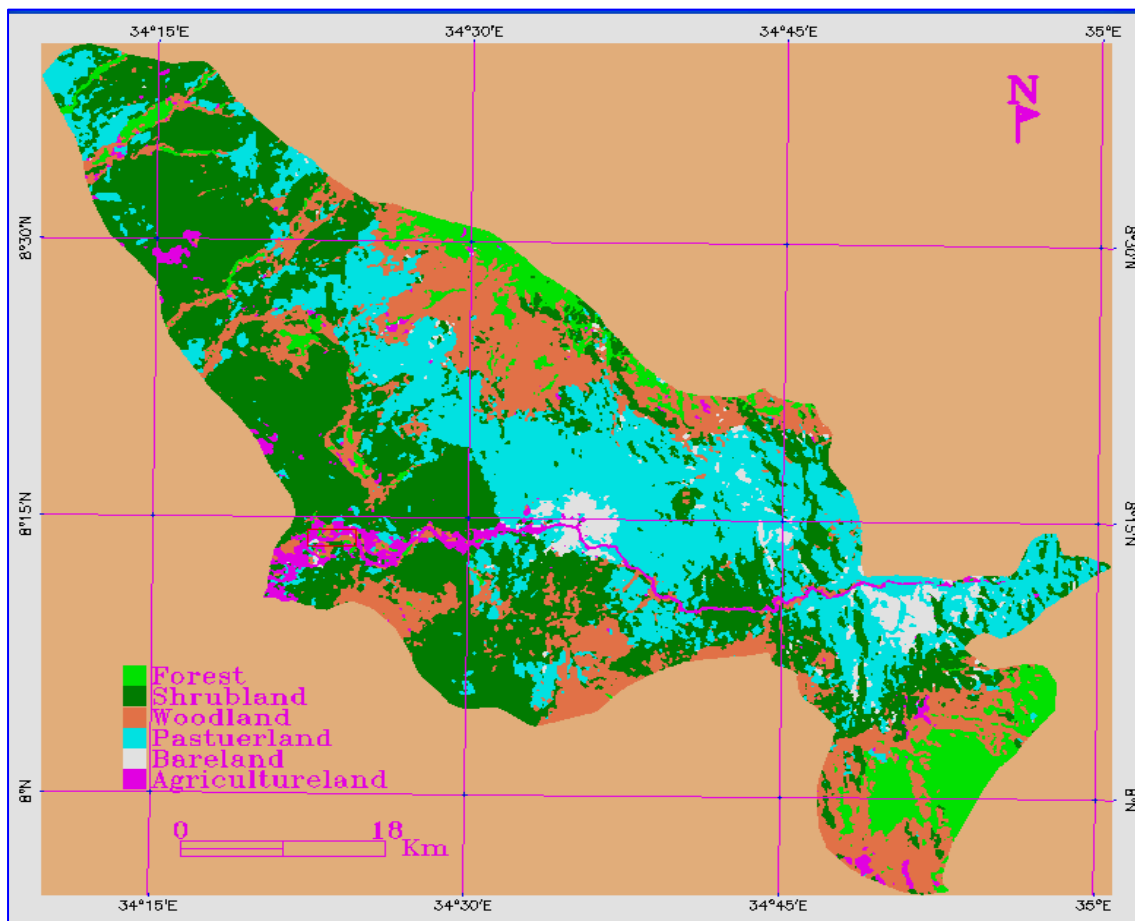 34°15′E 34°30′E 34°45′E 35°E
N
8°30′N 8°30′N
8°15′N 8°15′N
Forest
Shrubland
Woodland
Pastuerland
Bareland
Agricultureland
8°N 8°N
0 18
Km
34°15′E 34°30′E 34°45′E 35°E